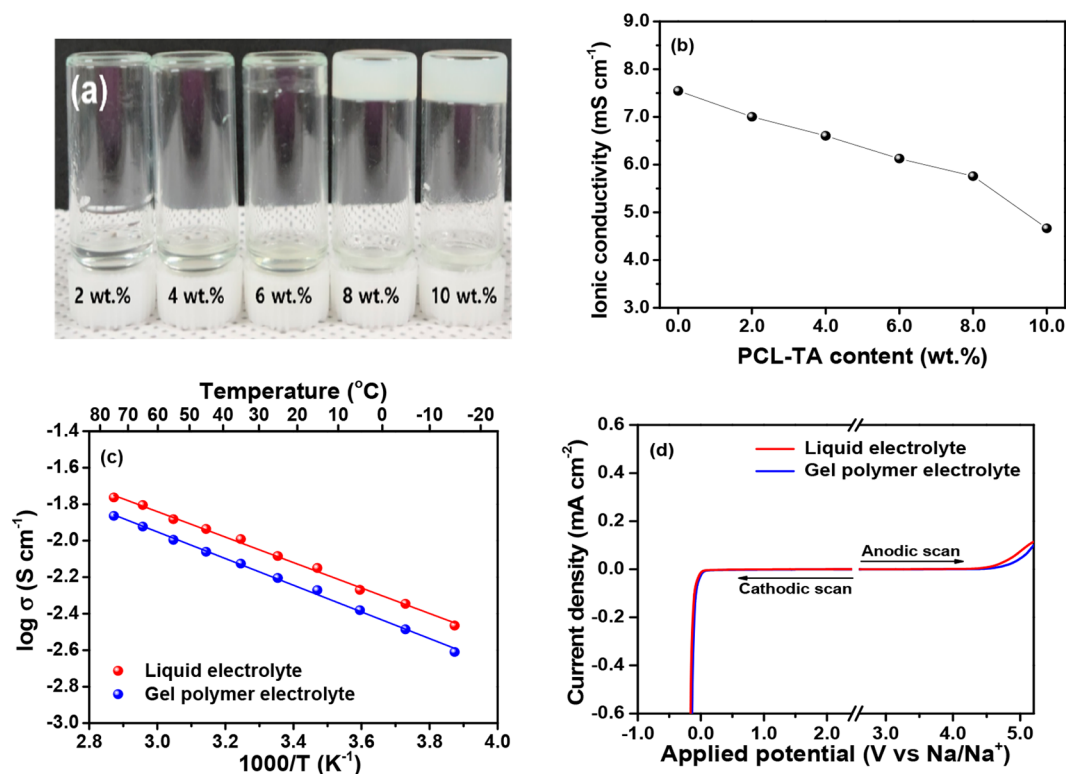 (a)
2 wt.% 4 wt.% 6 wt.% 8 wt.% 10 wt.%
(b)
Ionic conductivity (mS cm⁻¹)
9.0
8.0
7.0
6.0
5.0
4.0
3.0
0.0 2.0 4.0 6.0 8.0 10.0
PCL-TA content (wt.%)
Temperature (°C)
80 70 60 50 40 30 20 10 0 -10 -20
(c)
log σ (S cm⁻¹)
-1.4
-1.6
-1.8
-2.0
-2.2
-2.4
-2.6
-2.8
-3.0
Liquid electrolyte
Gel polymer electrolyte
2.8 3.0 3.2 3.4 3.6 3.8 4.0
1000/T (K⁻¹)
(d)
Current density (mA cm⁻²)
0.6
0.4
0.2
0.0
-0.2
-0.4
-0.6
Liquid electrolyte
Gel polymer electrolyte
Anodic scan
Cathodic scan
-1.0 0.0 1.0 2.0 3.0 4.0 5.0
Applied potential (V vs Na/Na⁺)